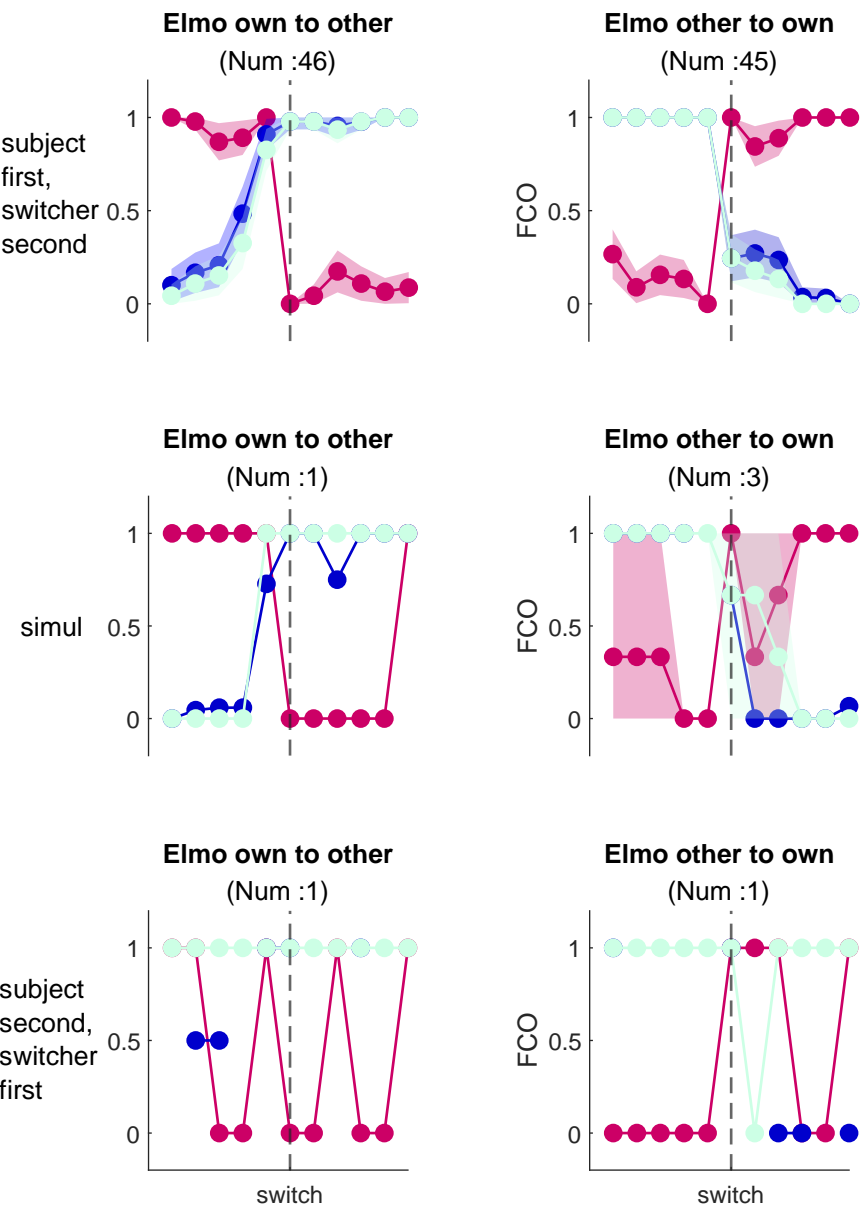 Elmo own to other
(Num :46)
Elmo other to own
(Num :45)
subject
first,
switcher
second
1
0.5
0
FCO
1
0.5
0
Elmo own to other
(Num :1)
Elmo other to own
(Num :3)
simul
1
0.5
0
FCO
1
0.5
0
Elmo own to other
(Num :1)
Elmo other to own
(Num :1)
subject
second,
switcher
first
1
0.5
0
switch
FCO
1
0.5
0
switch